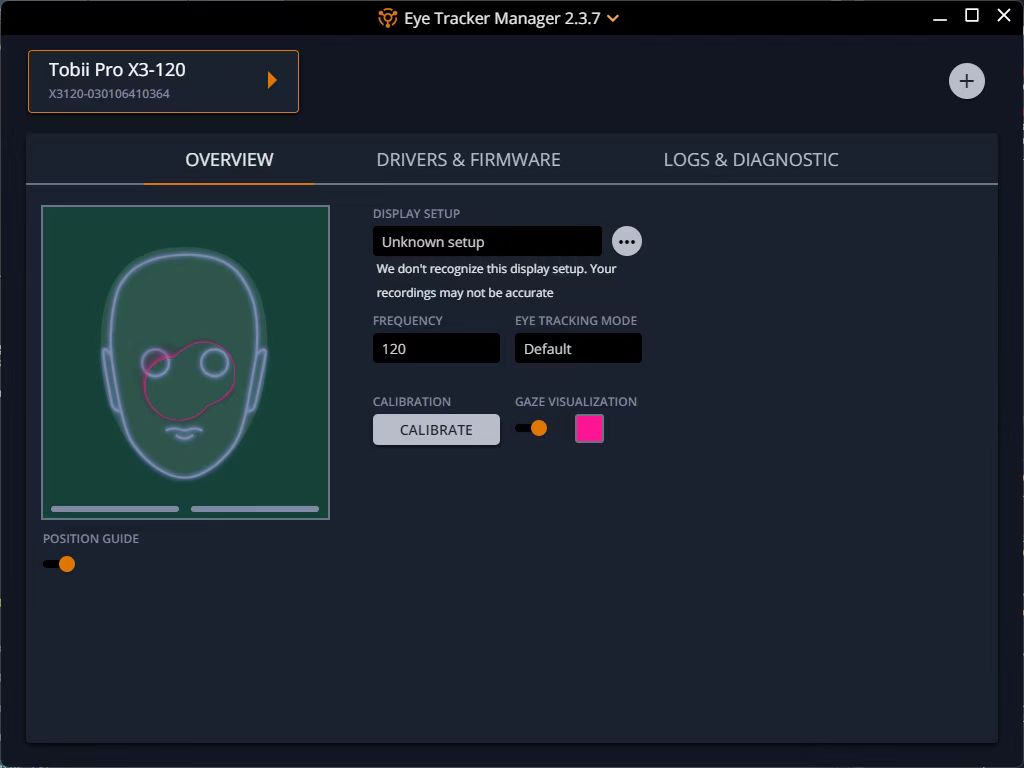 Eye Tracker Manager 2.3.7
Tobii Pro X3-120
X3120-030106410364
OVERVIEW
DRIVERS & FIRMWARE
LOGS & DIAGNOSTIC
DISPLAY SETUP
Unknown setup
We don't recognize this display setup. Your
recordings may not be accurate
FREQUENCY
EYE TRACKING MODE
120
Default
CALIBRATION
GAZE VISUALIZATION
CALIBRATE
POSITION GUIDE